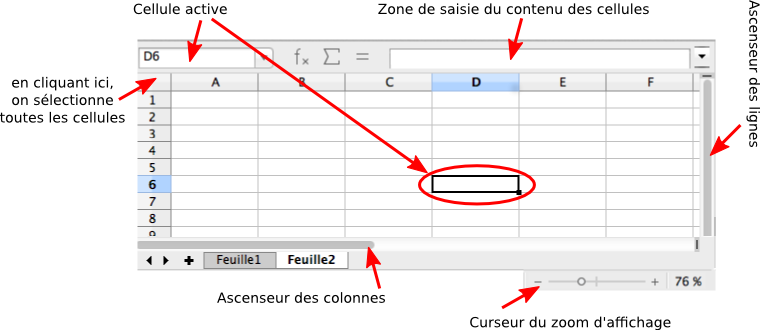 Cellule active
Zone de saisie du contenu des cellules
Ascenseur des lignes
D6 fx Σ =
en cliquant ici,
on sélectionne
toutes les cellules
A B C D E F
1
2
3
4
5
6
7
8
9
Feuille1 Feuille2
− + 76 %
Ascenseur des colonnes
Curseur du zoom d'affichage